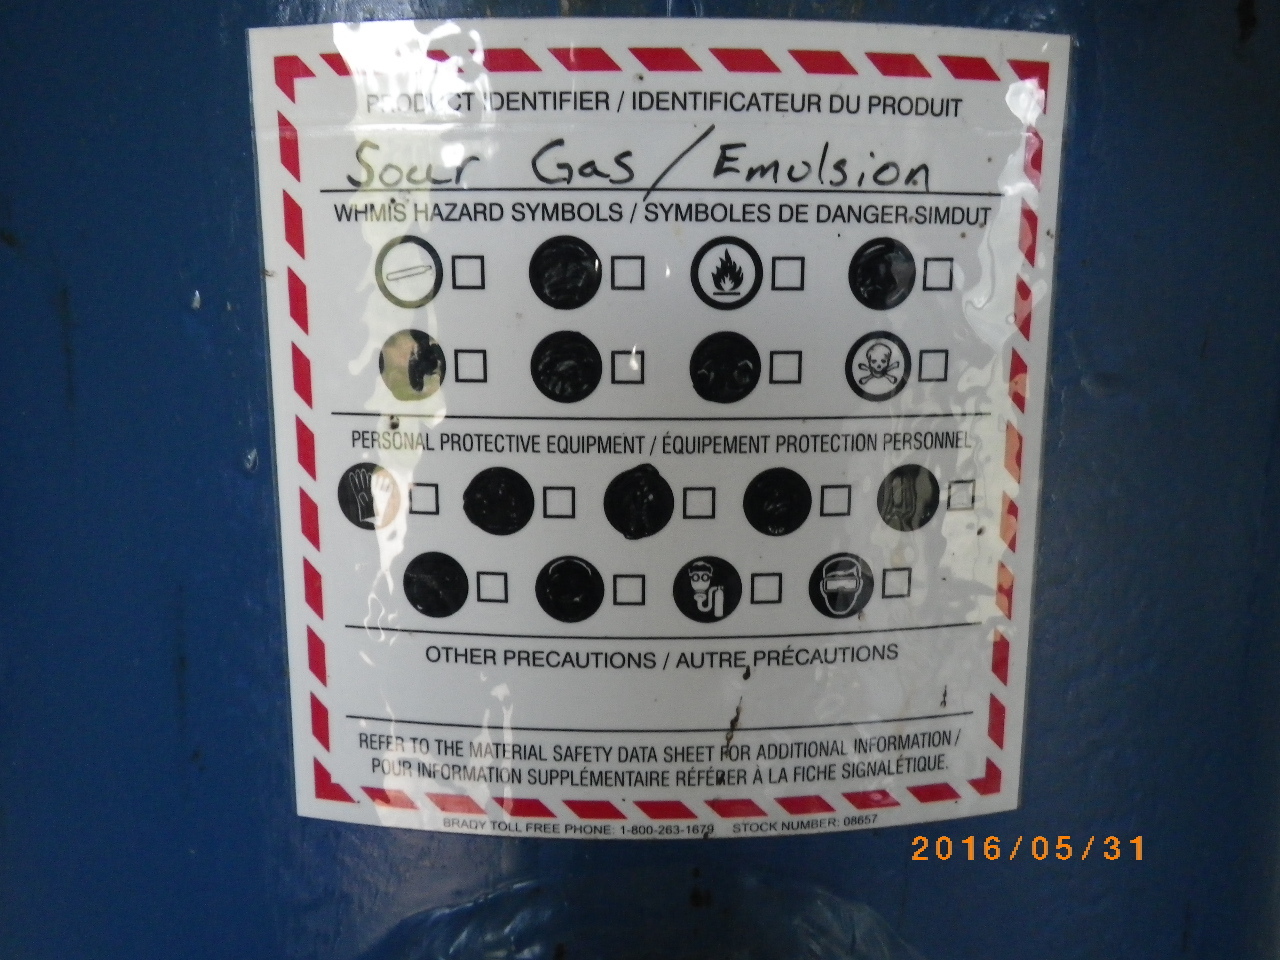 PRODUCT IDENTIFIER / IDENTIFICATEUR DU PRODUIT
Sour Gas / Emulsion
WHMIS HAZARD SYMBOLS / SYMBOLES DE DANGER SIMDUT
PERSONAL PROTECTIVE EQUIPMENT / ÉQUIPEMENT PROTECTION PERSONNEL
OTHER PRECAUTIONS / AUTRE PRÉCAUTIONS
REFER TO THE MATERIAL SAFETY DATA SHEET FOR ADDITIONAL INFORMATION /
POUR INFORMATION SUPPLÉMENTAIRE RÉFÉRER À LA FICHE SIGNALÉTIQUE.
BRADY TOLL FREE PHONE: 1-800-263-1679 STOCK NUMBER: 08657
2016/05/31